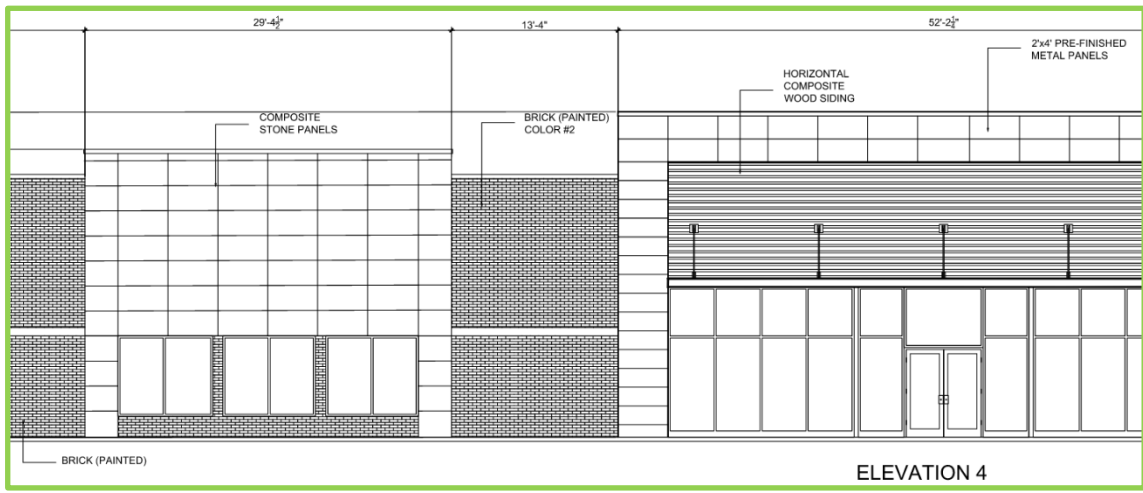 29'-4½"
13'-4"
52'-2¼"
2'x4' PRE-FINISHED
METAL PANELS
HORIZONTAL
COMPOSITE
WOOD SIDING
COMPOSITE
STONE PANELS
BRICK (PAINTED)
COLOR #2
BRICK (PAINTED)
ELEVATION 4